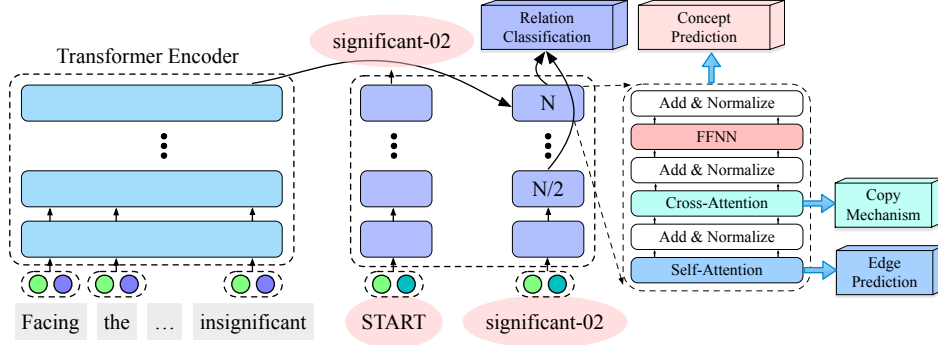 Transformer Encoder
significant-02
Relation
Classification
Concept
Prediction
N
N/2
Add & Normalize
FFNN
Add & Normalize
Cross-Attention
Add & Normalize
Self-Attention
Copy
Mechanism
Edge
Prediction
Facing
the
...
insignificant
START
significant-02